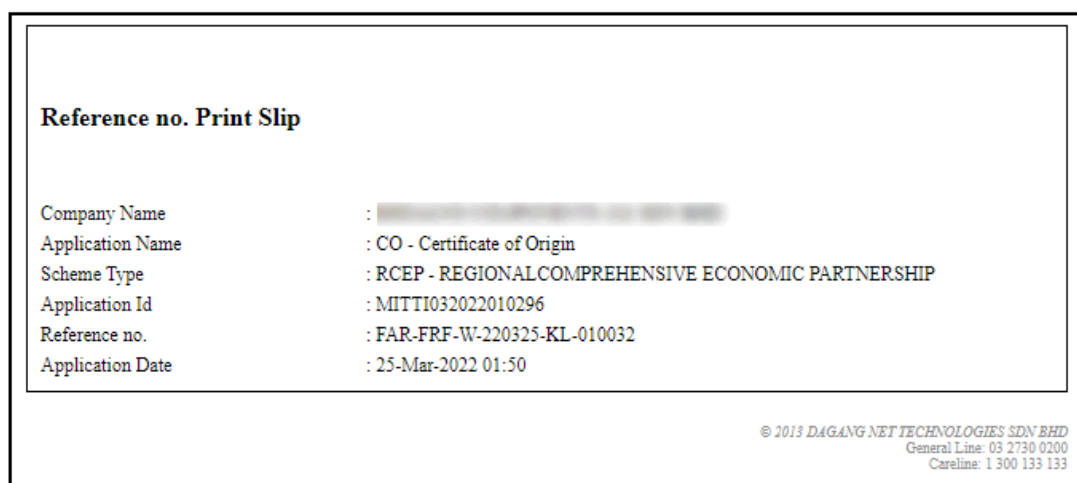 Reference no. Print Slip
Company Name :
Application Name : CO - Certificate of Origin
Scheme Type : RCEP - REGIONALCOMPREHENSIVE ECONOMIC PARTNERSHIP
Application Id : MITTI032022010296
Reference no. : FAR-FRF-W-220325-KL-010032
Application Date : 25-Mar-2022 01:50
© 2013 DAGANG NET TECHNOLOGIES SDN BHD
General Line: 03 2730 0200
Careline: 1 300 133 133